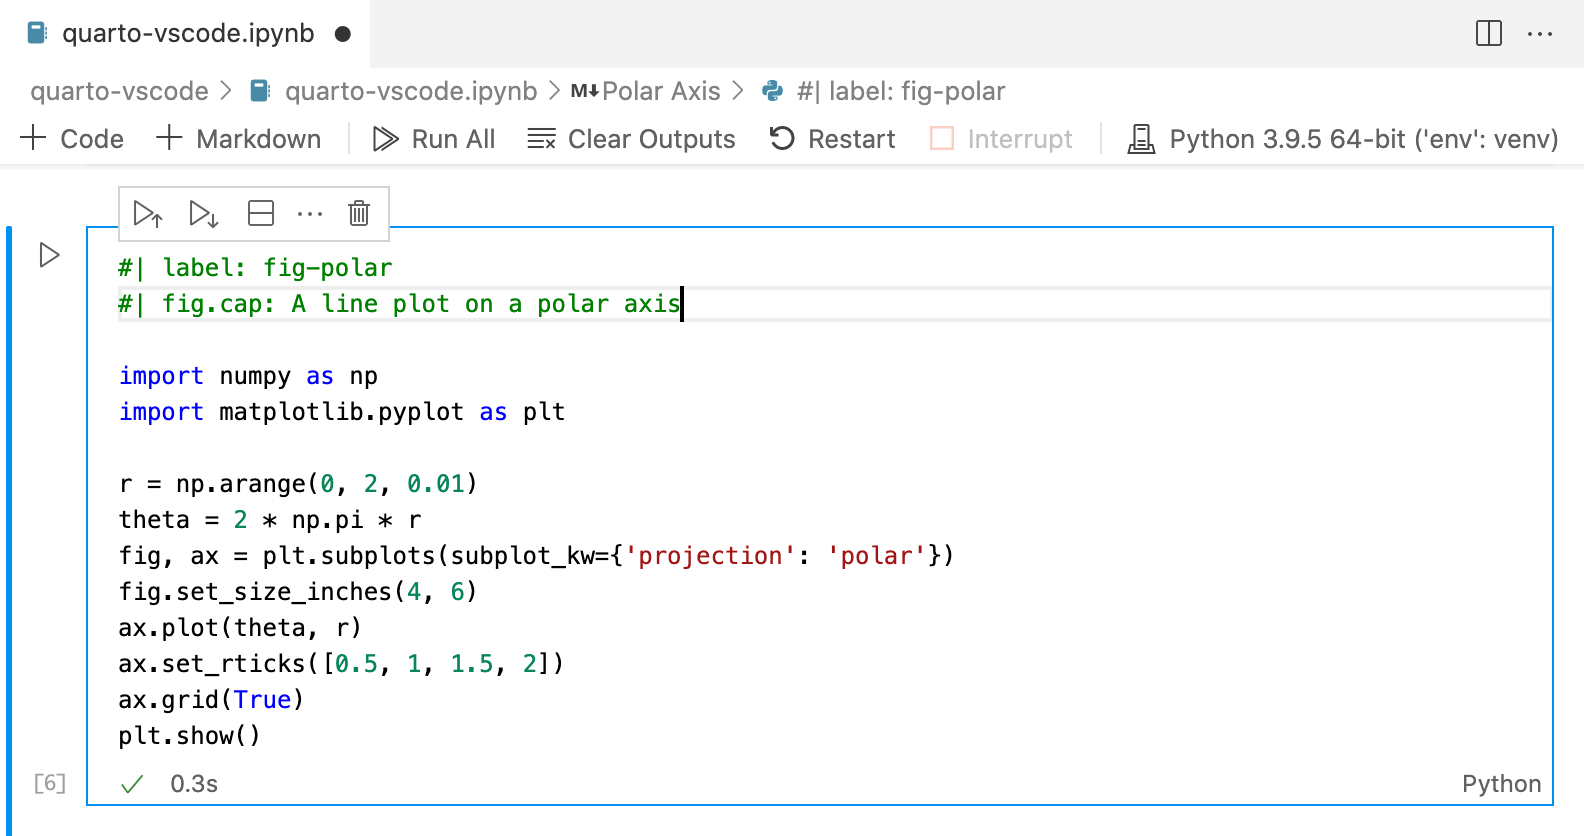 quarto-vscode.ipynb
quarto-vscode > quarto-vscode.ipynb > M↓Polar Axis > #| label: fig-polar
+ Code + Markdown Run All Clear Outputs Restart Interrupt Python 3.9.5 64-bit ('env': venv)
#| label: fig-polar
#| fig.cap: A line plot on a polar axis
import numpy as np
import matplotlib.pyplot as plt
r = np.arange(0, 2, 0.01)
theta = 2 * np.pi * r
fig, ax = plt.subplots(subplot_kw={'projection': 'polar'})
fig.set_size_inches(4, 6)
ax.plot(theta, r)
ax.set_rticks([0.5, 1, 1.5, 2])
ax.grid(True)
plt.show()
[6] 0.3s Python